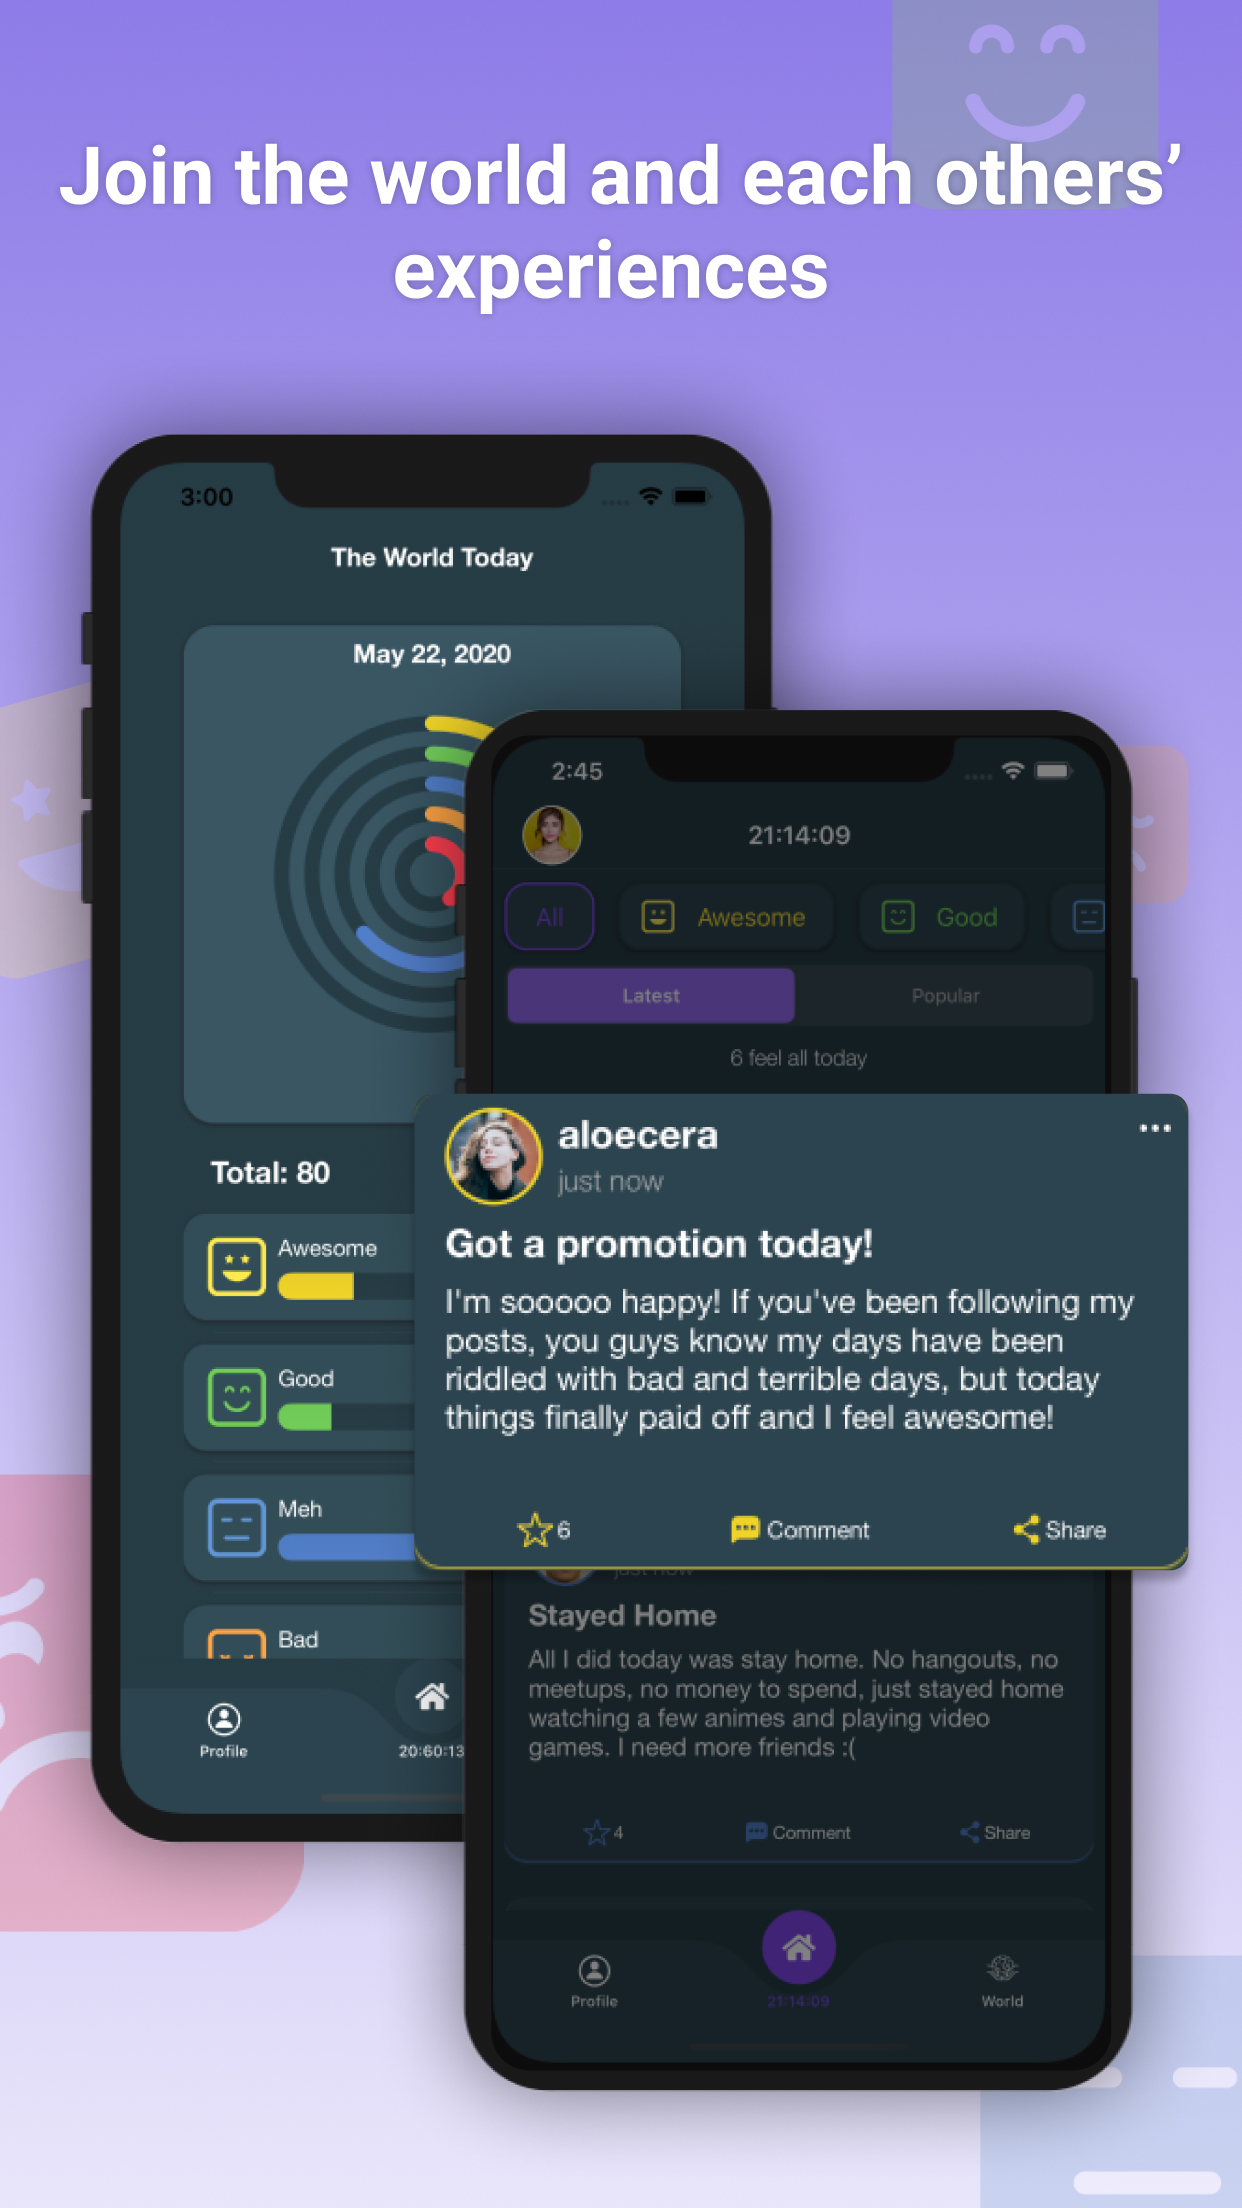 Join the world and each others’
experiences
3:00
The World Today
May 22, 2020
Total: 80
Awesome
Good
Meh
Bad
Profile
20:60:13
2:45
21:14:09
All
Awesome
Good
Latest
Popular
6 feel all today
aloecera
just now
Got a promotion today!
I'm sooooo happy! If you've been following my
posts, you guys know my days have been
riddled with bad and terrible days, but today
things finally paid off and I feel awesome!
6
Comment
Share
just now
Stayed Home
All I did today was stay home. No hangouts, no
meetups, no money to spend, just stayed home
watching a few animes and playing video
games. I need more friends :(
4
Comment
Share
Profile
21:14:09
World